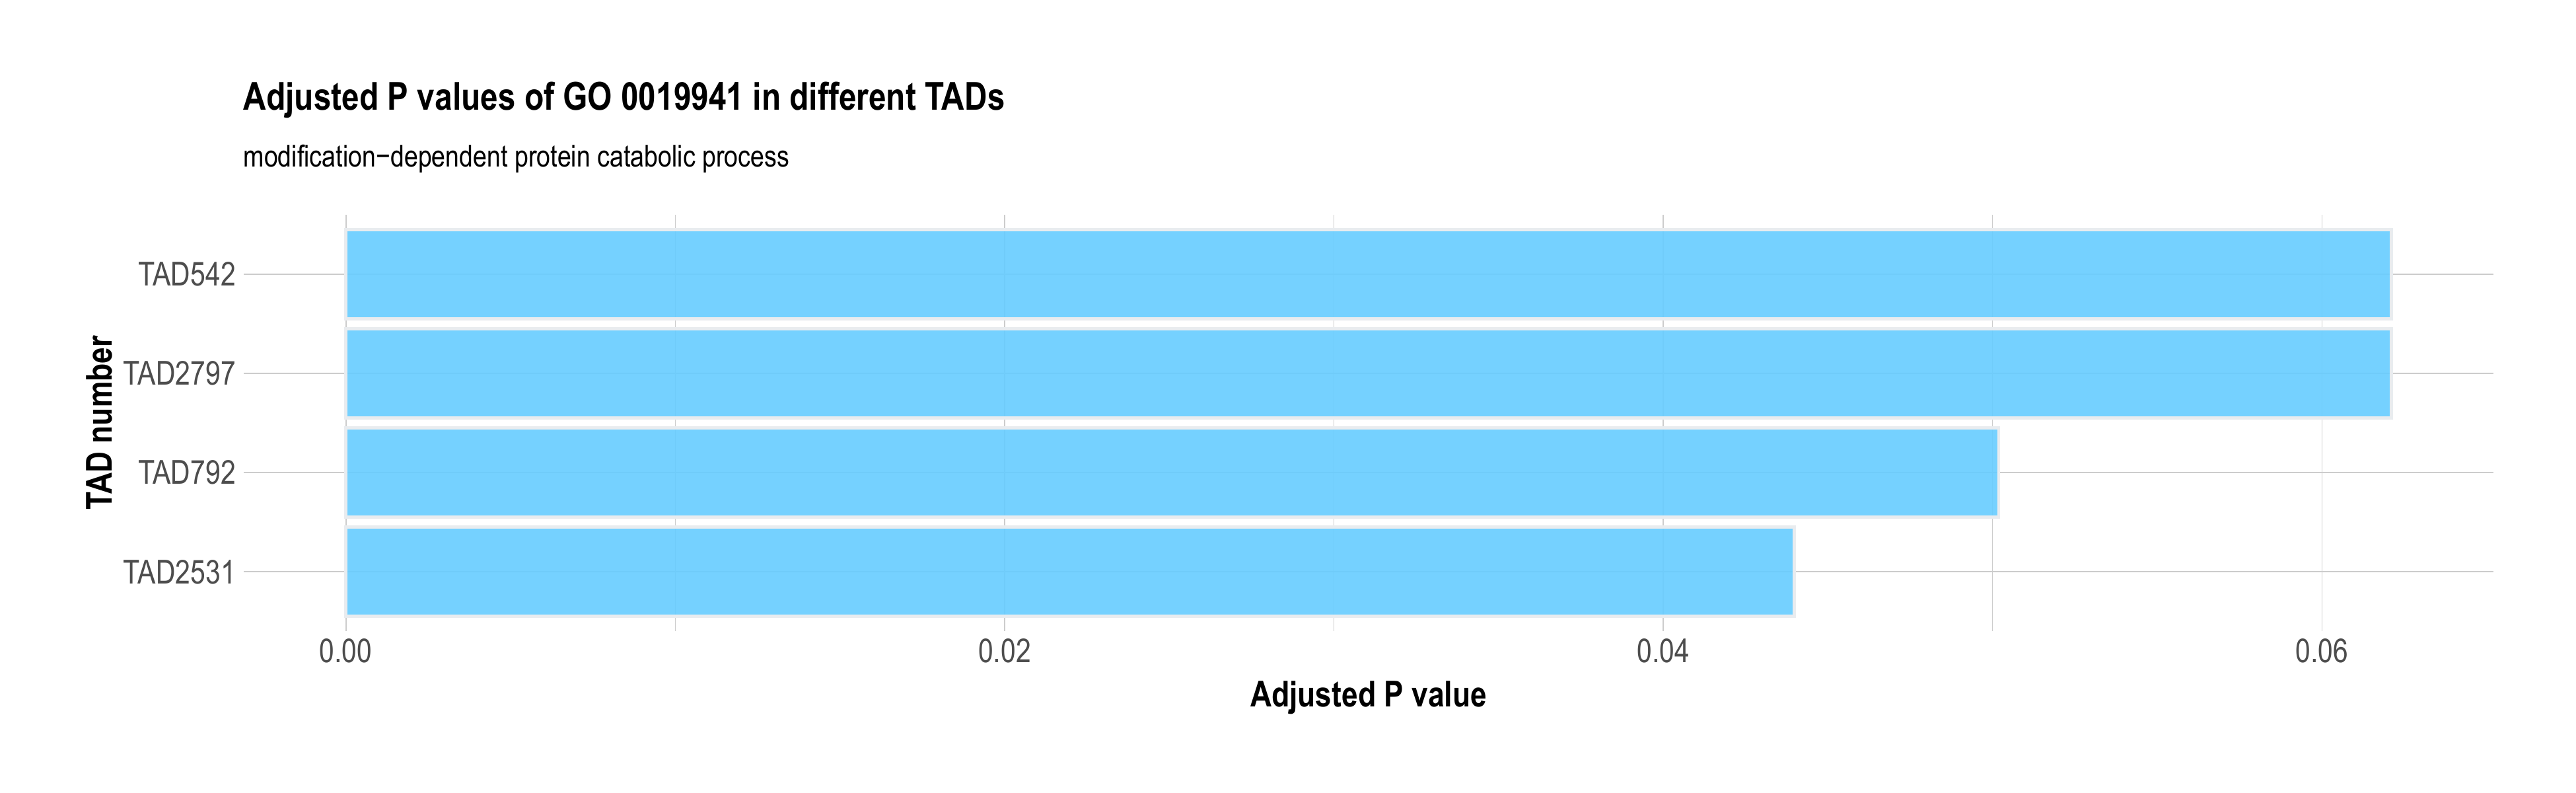 Adjusted P values of GO 0019941 in different TADs
modification−dependent protein catabolic process
TAD number
TAD542
TAD2797
TAD792
TAD2531
0.00
0.02
0.04
0.06
Adjusted P value